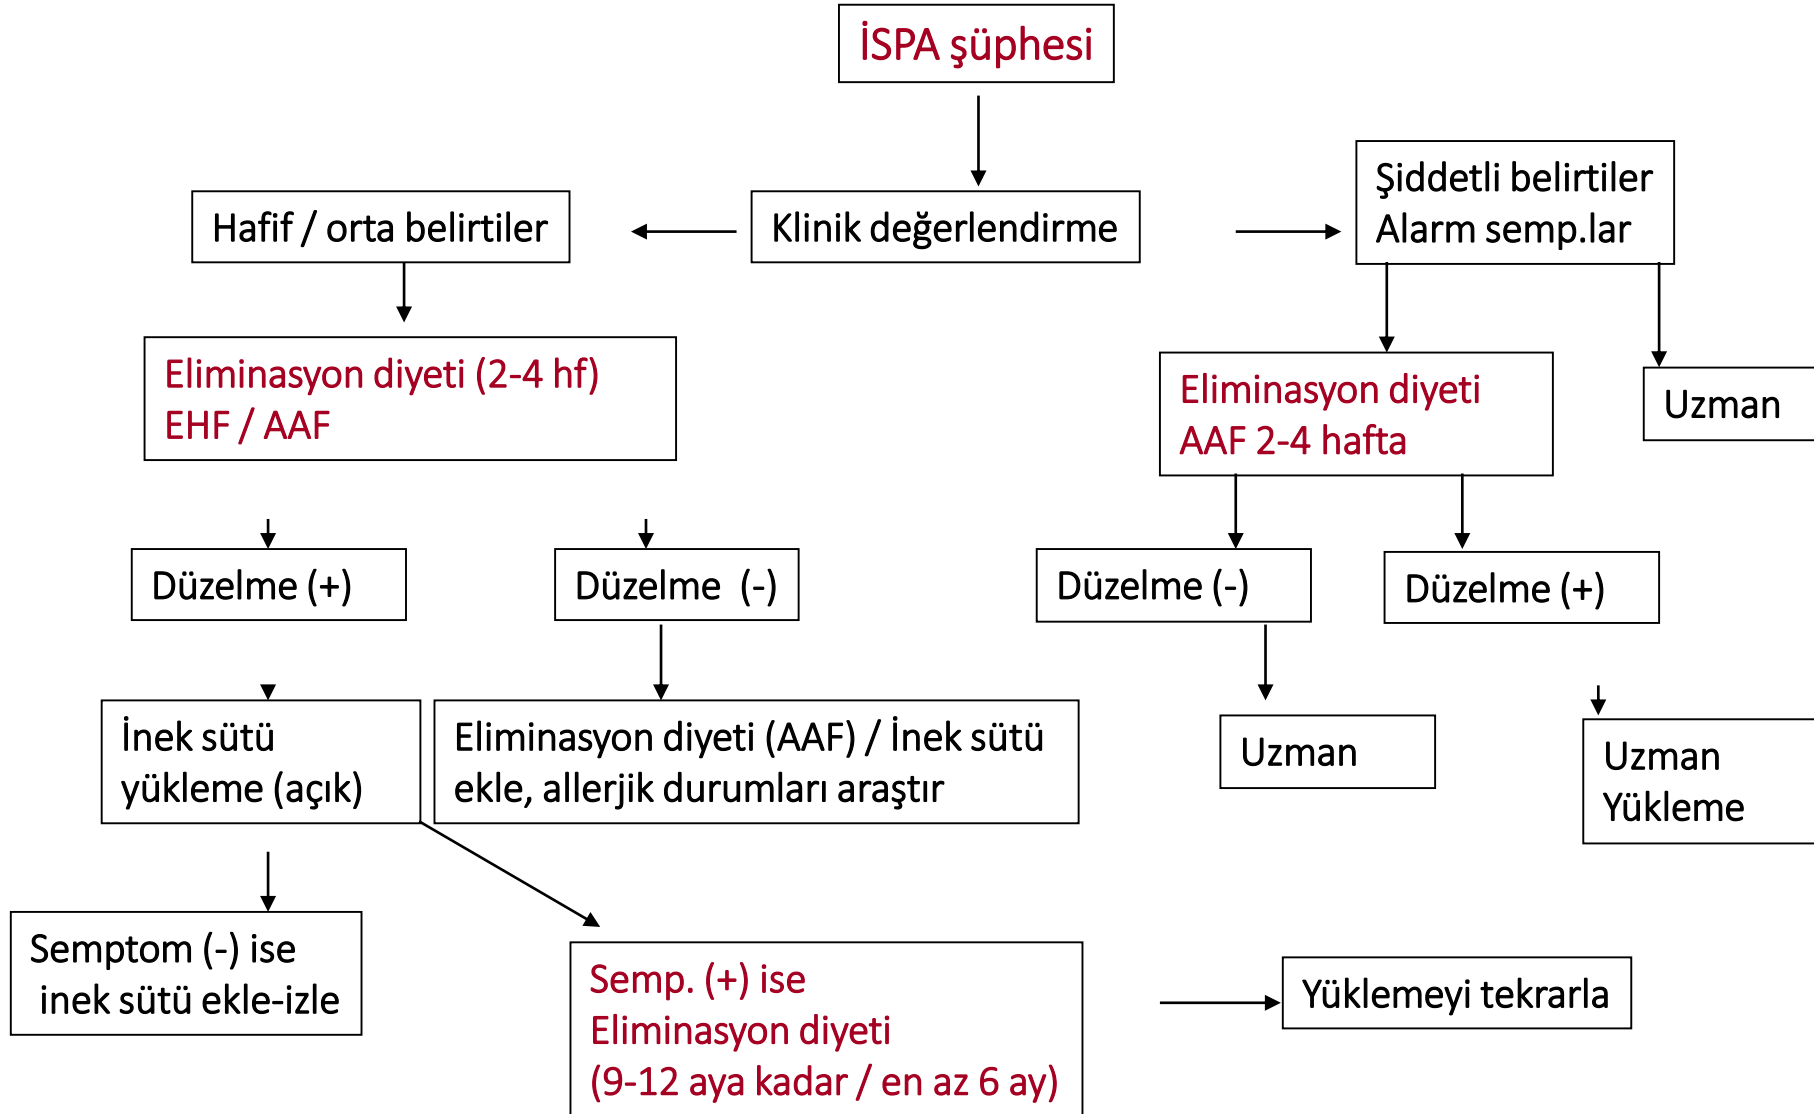 İSPA şüphesi
Hafif / orta belirtiler
Klinik değerlendirme
Şiddetli belirtiler
Alarm semp.lar
Eliminasyon diyeti (2-4 hf)
EHF / AAF
Eliminasyon diyeti
AAF 2-4 hafta
Uzman
Düzelme (+)
Düzelme (-)
Düzelme (-)
Düzelme (+)
İnek sütü
yükleme (açık)
Eliminasyon diyeti (AAF) / İnek sütü
ekle, allerjik durumları araştır
Uzman
Uzman
Yükleme
Semptom (-) ise
inek sütü ekle-izle
Semp. (+) ise
Eliminasyon diyeti
(9-12 aya kadar / en az 6 ay)
Yüklemeyi tekrarla